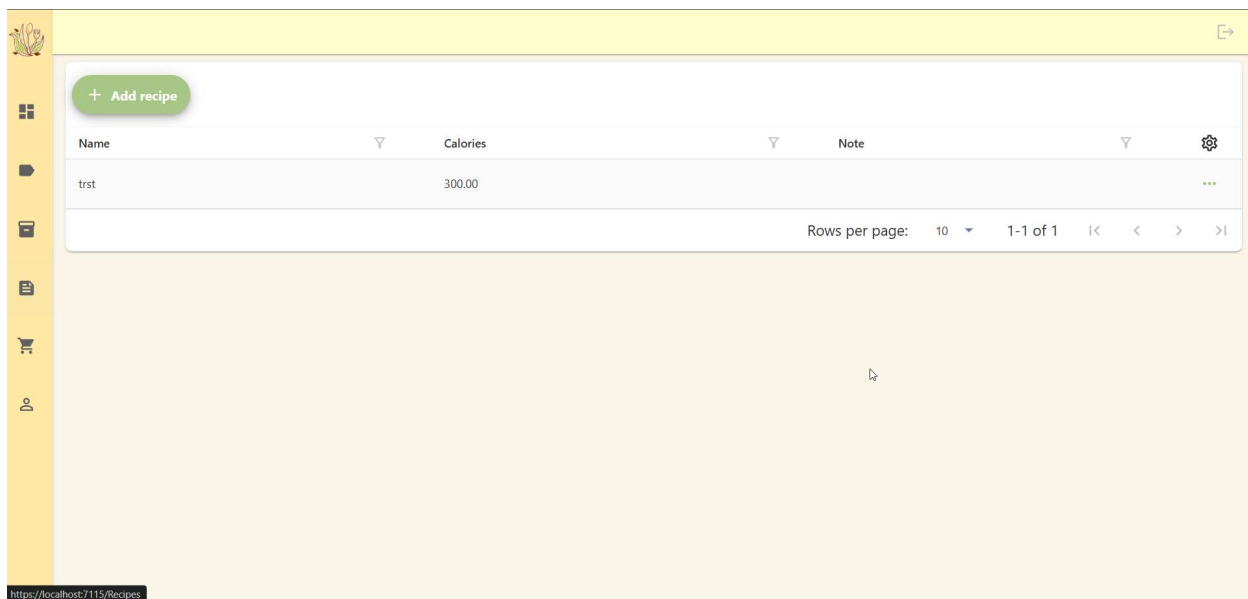 + Add recipe
Name Calories Note
trst 300.00
Rows per page: 10 1-1 of 1
https://localhost:7115/Recipes